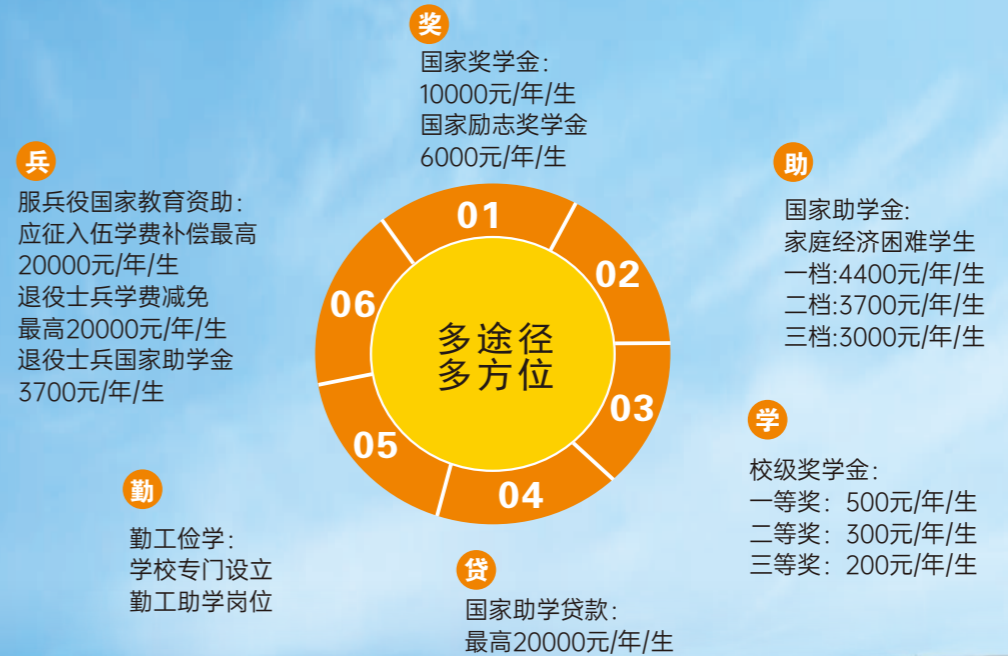 奖
国家奖学金：
10000元/年/生
国家励志奖学金
6000元/年/生
助
国家助学金:
家庭经济困难学生
一档:4400元/年/生
二档:3700元/年/生
三档:3000元/年/生
学
校级奖学金：
一等奖：500元/年/生
二等奖：300元/年/生
三等奖：200元/年/生
贷
国家助学贷款：
最高20000元/年/生
勤
勤工俭学：
学校专门设立
勤工助学岗位
兵
服兵役国家教育资助：
应征入伍学费补偿最高
20000元/年/生
退役士兵学费减免
最高20000元/年/生
退役士兵国家助学金
3700元/年/生
01
02
03
04
05
06
多途径
多方位